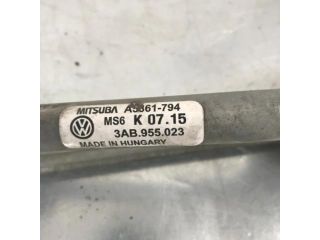 MITSUBA A5361-794
MS6 K 07.15
3AB.955.023
MADE IN HUNGARY